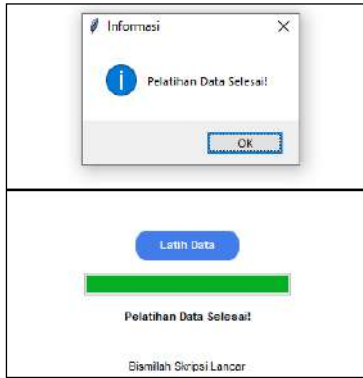 Informasi
Pelatihan Data Selesai!
OK
Latih Data
Pelatihan Data Selesai!
Bismilah Skripsi Lancar